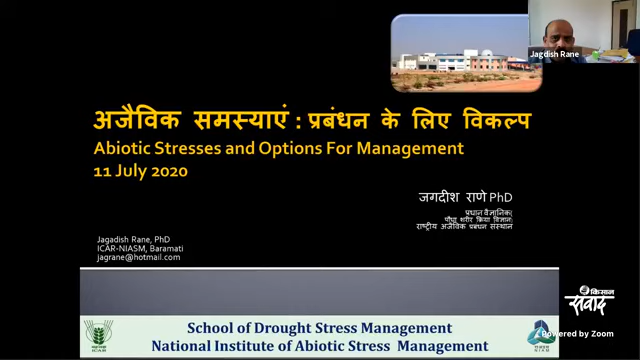 Jagdish Rane
अजैविक समस्याएं : प्रबंधन के लिए विकल्प
Abiotic Stresses and Options For Management
11 July 2020
जगदीश राणे PhD
प्रधान वैज्ञानिक
पौधा शरीर क्रिया विज्ञान
राष्ट्रीय अजैविक प्रबंधन संस्थान
Jagadish Rane, PhD
ICAR-NIASM, Baramati
jagrane@hotmail.com
किसान
संवाद
Powered by Zoom
School of Drought Stress Management
National Institute of Abiotic Stress Management
ICAR